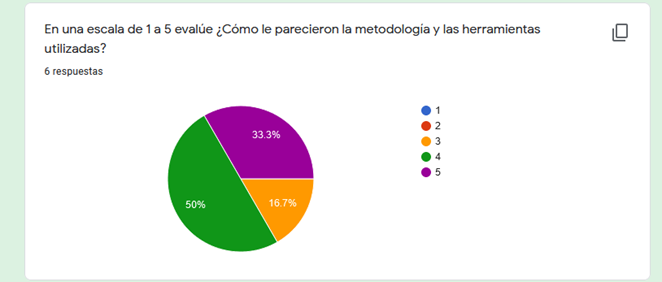 En una escala de 1 a 5 evalúe ¿Cómo le parecieron la metodología y las herramientas
utilizadas?
6 respuestas
33.3%
50%
16.7%
1
2
3
4
5